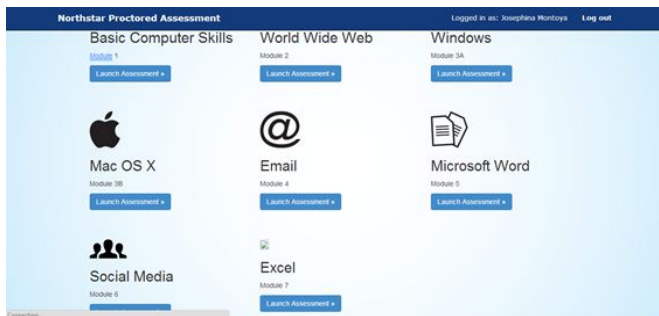 Northstar Proctored Assessment
Logged in as: Josephina Montoya Log out
Basic Computer Skills
Module 1
Launch Assessment »
World Wide Web
Module 2
Launch Assessment »
Windows
Module 3A
Launch Assessment »
Mac OS X
Module 3B
Launch Assessment »
@
Email
Module 4
Launch Assessment »
Microsoft Word
Module 5
Launch Assessment »
Social Media
Module 6
Excel
Module 7
Launch Assessment »